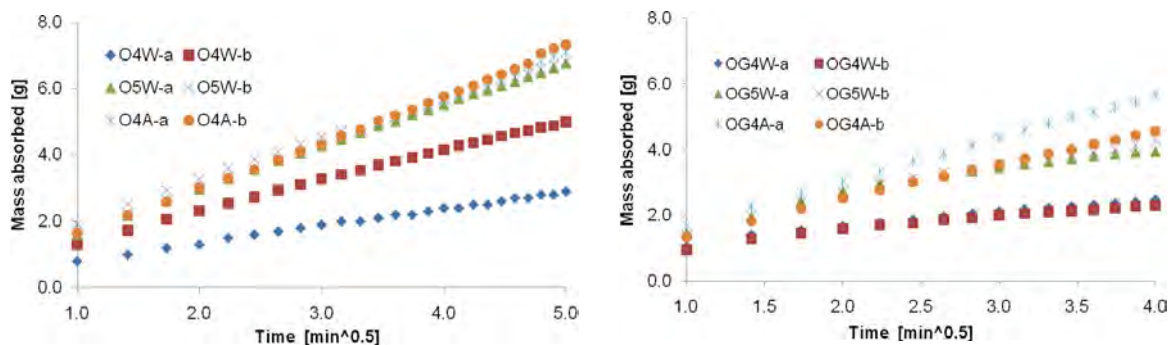 8.0
6.0
4.0
2.0
0.0
Mass absorbed [g]
O4W-a O4W-b
O5W-a O5W-b
O4A-a O4A-b
1.0 2.0 3.0 4.0 5.0
Time [min^0.5]
8.0
6.0
4.0
2.0
0.0
Mass absorbed [g]
OG4W-a OG4W-b
OG5W-a OG5W-b
OG4A-a OG4A-b
1.0 1.5 2.0 2.5 3.0 3.5 4.0
Time [min^0.5]